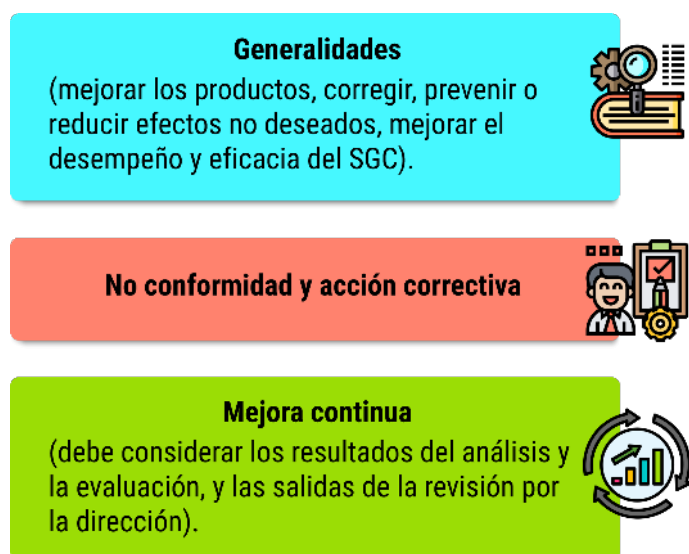 Generalidades
(mejorar los productos, corregir, prevenir o
reducir efectos no deseados, mejorar el
desempeño y eficacia del SGC).
No conformidad y acción correctiva
Mejora continua
(debe considerar los resultados del análisis y
la evaluación, y las salidas de la revisión por
la dirección).